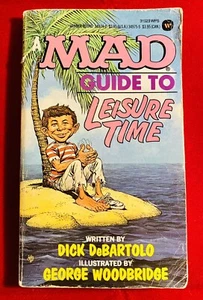 A MAD
GUIDE TO
LEISURE
TIME
WRITTEN BY
DICK DeBARTOLO
ILLUSTRATED BY
GEORGE WOODBRIDGE